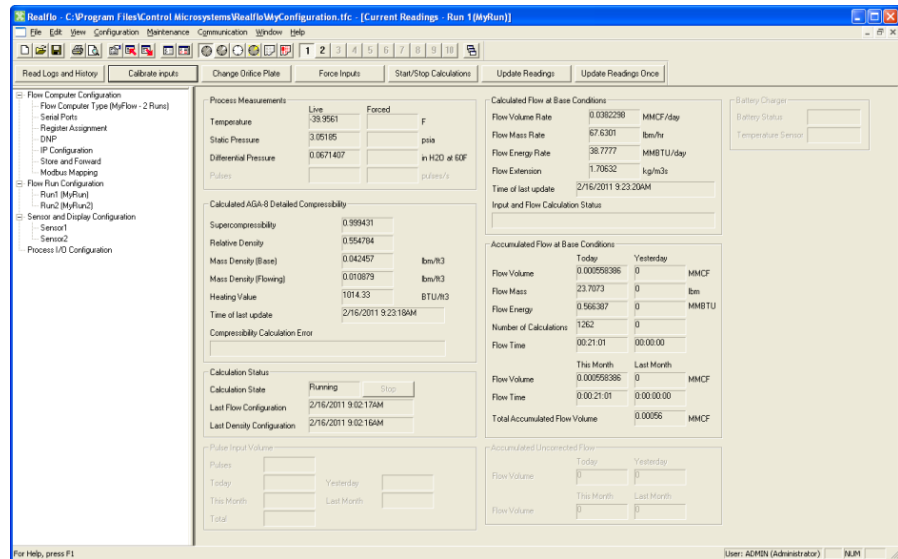 Realflo - C:\Program Files\Control Microsystems\Realflo\MyConfiguration.tfc - [Current Readings - Run 1(MyRun)]
File Edit View Configuration Maintenance Communication Window Help
1 2 3 4 5 6 7 8 9 10
Read Logs and History Calibrate inputs Change Orifice Plate Force Inputs Start/Stop Calculations Update Readings Update Readings Once
Flow Computer Configuration
Flow Computer Type (MyFlow - 2 Runs)
Serial Ports
Register Assignment
DNP
IP Configuration
Store and Forward
Modbus Mapping
Flow Run Configuration
Run1 (MyRun)
Run2 (MyRun2)
Sensor and Display Configuration
Sensor1
Sensor2
Process I/O Configuration
Process Measurements
Live Forced
Temperature -39.9561 F
Static Pressure 3.05185 psia
Differential Pressure 0.0671407 in H2O at 60F
Pulses pulses/s
Calculated AGA-8 Detailed Compressibility
Supercompressibility 0.999431
Relative Density 0.554784
Mass Density (Base) 0.042457 lbm/ft3
Mass Density (Flowing) 0.010879 lbm/ft3
Heating Value 1014.33 BTU/ft3
Time of last update 2/16/2011 9:23:18AM
Compressibility Calculation Error
Calculation Status
Calculation State Running Stop
Last Flow Configuration 2/16/2011 9:02:17AM
Last Density Configuration 2/16/2011 9:02:16AM
Pulse Input Volume
Pulses
Today Yesterday
This Month Last Month
Total
Calculated Flow at Base Conditions
Flow Volume Rate 0.0382298 MMCF/day
Flow Mass Rate 67.6301 lbm/hr
Flow Energy Rate 38.7777 MMBTU/day
Flow Extension 1.70632 kg/m3s
Time of last update 2/16/2011 9:23:20AM
Input and Flow Calculation Status
Accumulated Flow at Base Conditions
Today Yesterday
Flow Volume 0.000558386 0 MMCF
Flow Mass 23.7073 0 lbm
Flow Energy 0.566387 0 MMBTU
Number of Calculations 1262 0
Flow Time 00:21:01 00:00:00
This Month Last Month
Flow Volume 0.000558386 0 MMCF
Flow Time 0:00:21:01 0:00:00:00
Total Accumulated Flow Volume 0.00056 MMCF
Accumulated Uncorrected Flow
Today Yesterday
Flow Volume 0 0
This Month Last Month
Flow Volume 0 0
Battery Charger
Battery Status
Temperature Sensor
For Help, press F1 User: ADMIN (Administrator) NUM